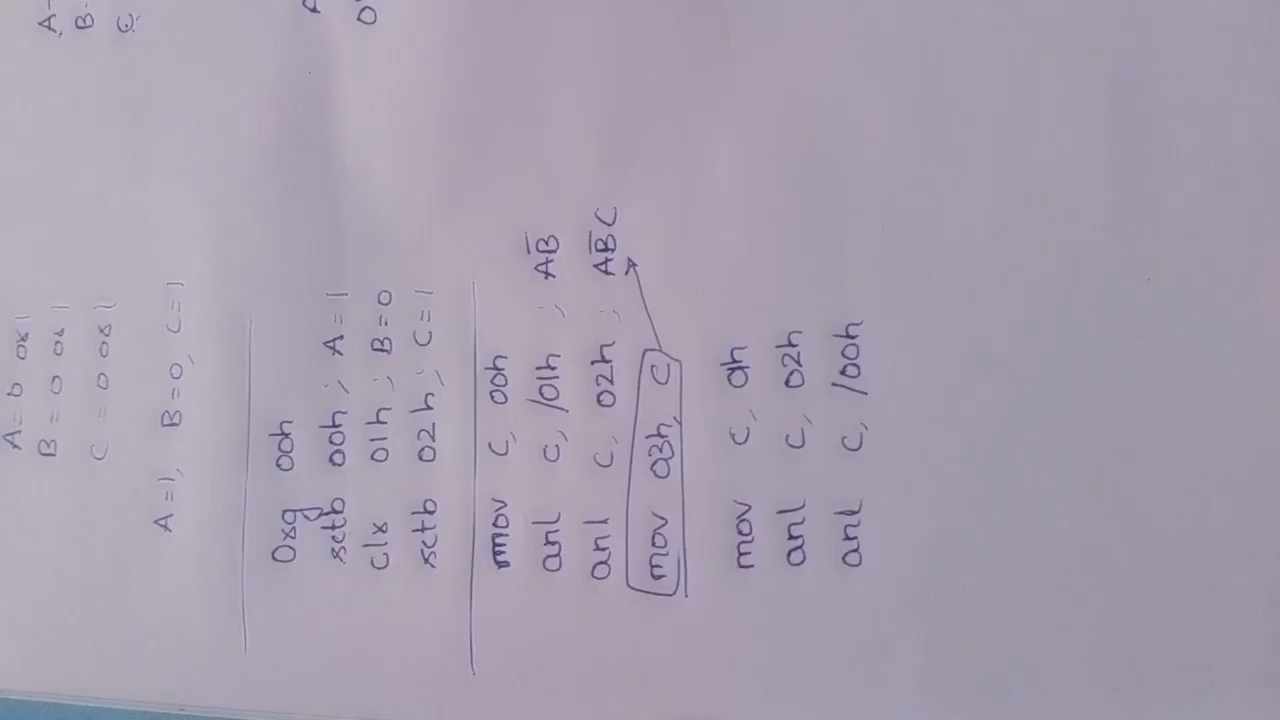 A = 0 or 1
B = 0 or 1
C = 0 or 1
A=1, B=0, C=1
Org 00h
setb 00h; A=1
clr 01h; B=0
setb 02h; C=1
mov C, 00h
anl C, /01h ; AB̅
anl C, 02h ; AB̅C
mov 03h, C
mov C, 01h
anl C, 02h
anl C, /00h
A
B
C